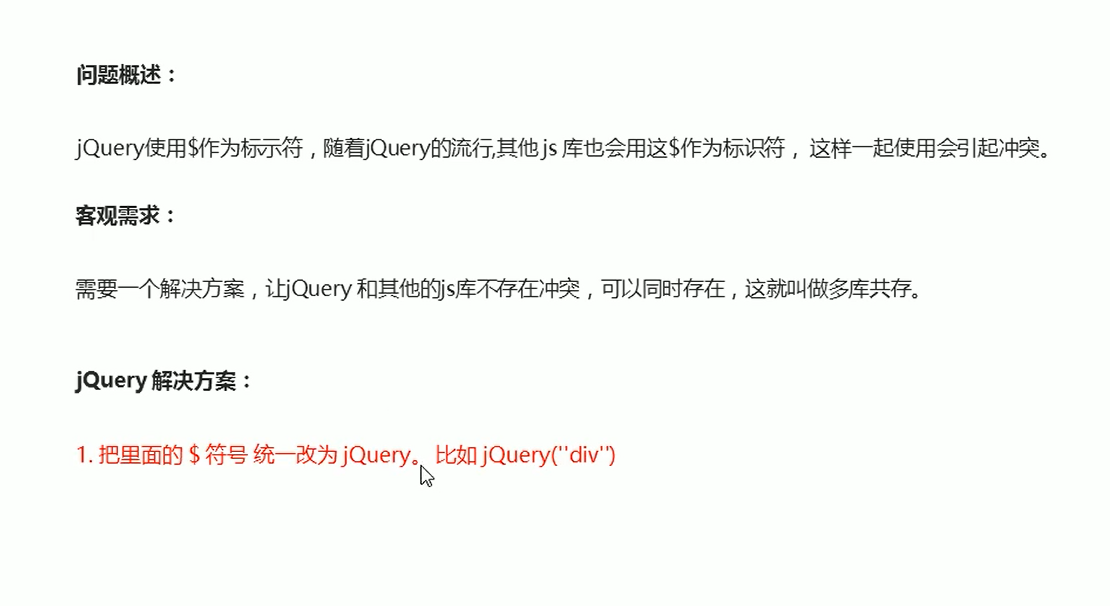 问题概述：
jQuery使用$作为标示符，随着jQuery的流行,其他 js 库也会用这$作为标识符， 这样一起使用会引起冲突。
客观需求：
需要一个解决方案，让jQuery 和其他的js库不存在冲突，可以同时存在，这就叫做多库共存。
jQuery 解决方案：
1. 把里面的 $ 符号 统一改为 jQuery。 比如 jQuery(''div'')